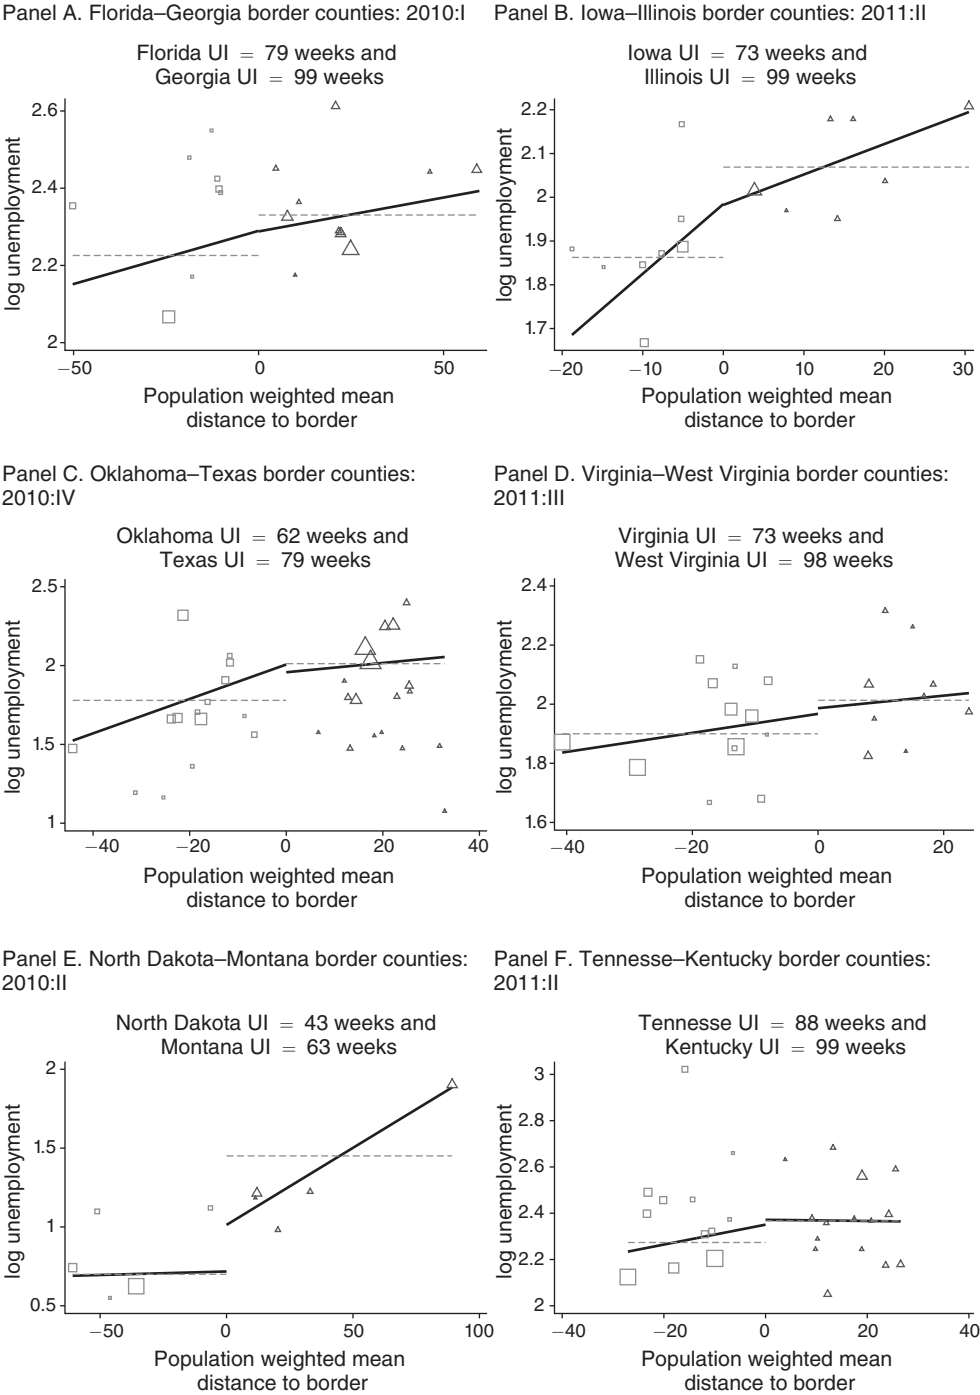 Panel A. Florida–Georgia border counties: 2010:I
Florida UI = 79 weeks and
Georgia UI = 99 weeks
log unemployment
2.6
2.4
2.2
2
−50
0
50
Population weighted mean
distance to border
Panel B. Iowa–Illinois border counties: 2011:II
Iowa UI = 73 weeks and
Illinois UI = 99 weeks
log unemployment
2.2
2.1
2
1.9
1.8
1.7
−20
−10
0
10
20
30
Population weighted mean
distance to border
Panel C. Oklahoma–Texas border counties:
2010:IV
Oklahoma UI = 62 weeks and
Texas UI = 79 weeks
log unemployment
2.5
2
1.5
1
−40
−20
0
20
40
Population weighted mean
distance to border
Panel D. Virginia–West Virginia border counties:
2011:III
Virginia UI = 73 weeks and
West Virginia UI = 98 weeks
log unemployment
2.4
2.2
2
1.8
1.6
−40
−20
0
20
Population weighted mean
distance to border
Panel E. North Dakota–Montana border counties:
2010:II
North Dakota UI = 43 weeks and
Montana UI = 63 weeks
log unemployment
2
1.5
1
0.5
−50
0
50
100
Population weighted mean
distance to border
Panel F. Tennesse–Kentucky border counties:
2011:II
Tennesse UI = 88 weeks and
Kentucky UI = 99 weeks
log unemployment
3
2.8
2.6
2.4
2.2
2
−40
−20
0
20
40
Population weighted mean
distance to border